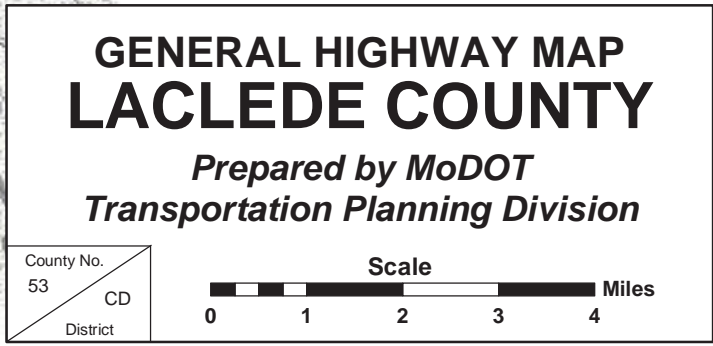 GENERAL HIGHWAY MAP
LACLEDE COUNTY
Prepared by MoDOT
Transportation Planning Division
County No.
53
CD
District
Scale
Miles
0 1 2 3 4